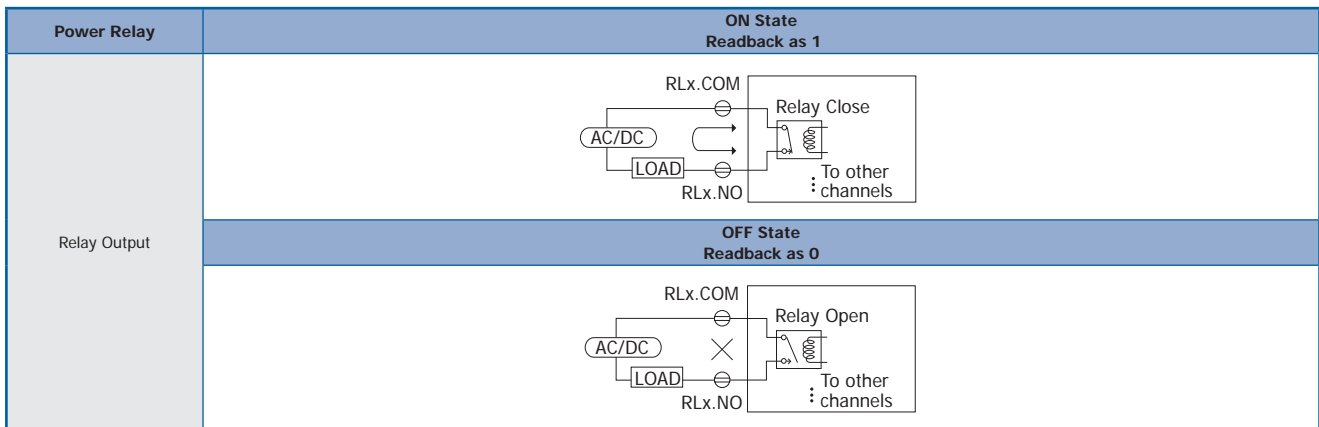 Power Relay
ON State
Readback as 1
Relay Output
RLx.COM
Relay Close
AC/DC
LOAD
RLx.NO
To other
channels
OFF State
Readback as 0
RLx.COM
Relay Open
AC/DC
LOAD
RLx.NO
To other
channels